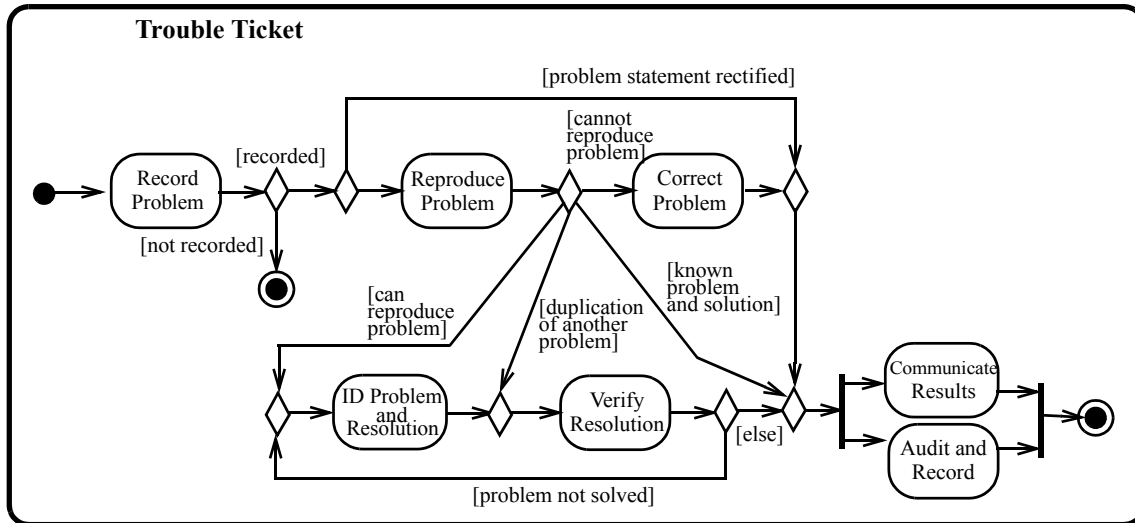 Trouble Ticket
[problem statement rectified]
[cannot
reproduce
problem]
[recorded]
Record
Problem
Reproduce
Problem
Correct
Problem
[not recorded]
[can
reproduce
problem]
[duplication
of another
problem]
[known
problem
and solution]
ID Problem
and
Resolution
Verify
Resolution
[else]
Communicate
Results
Audit and
Record
[problem not solved]